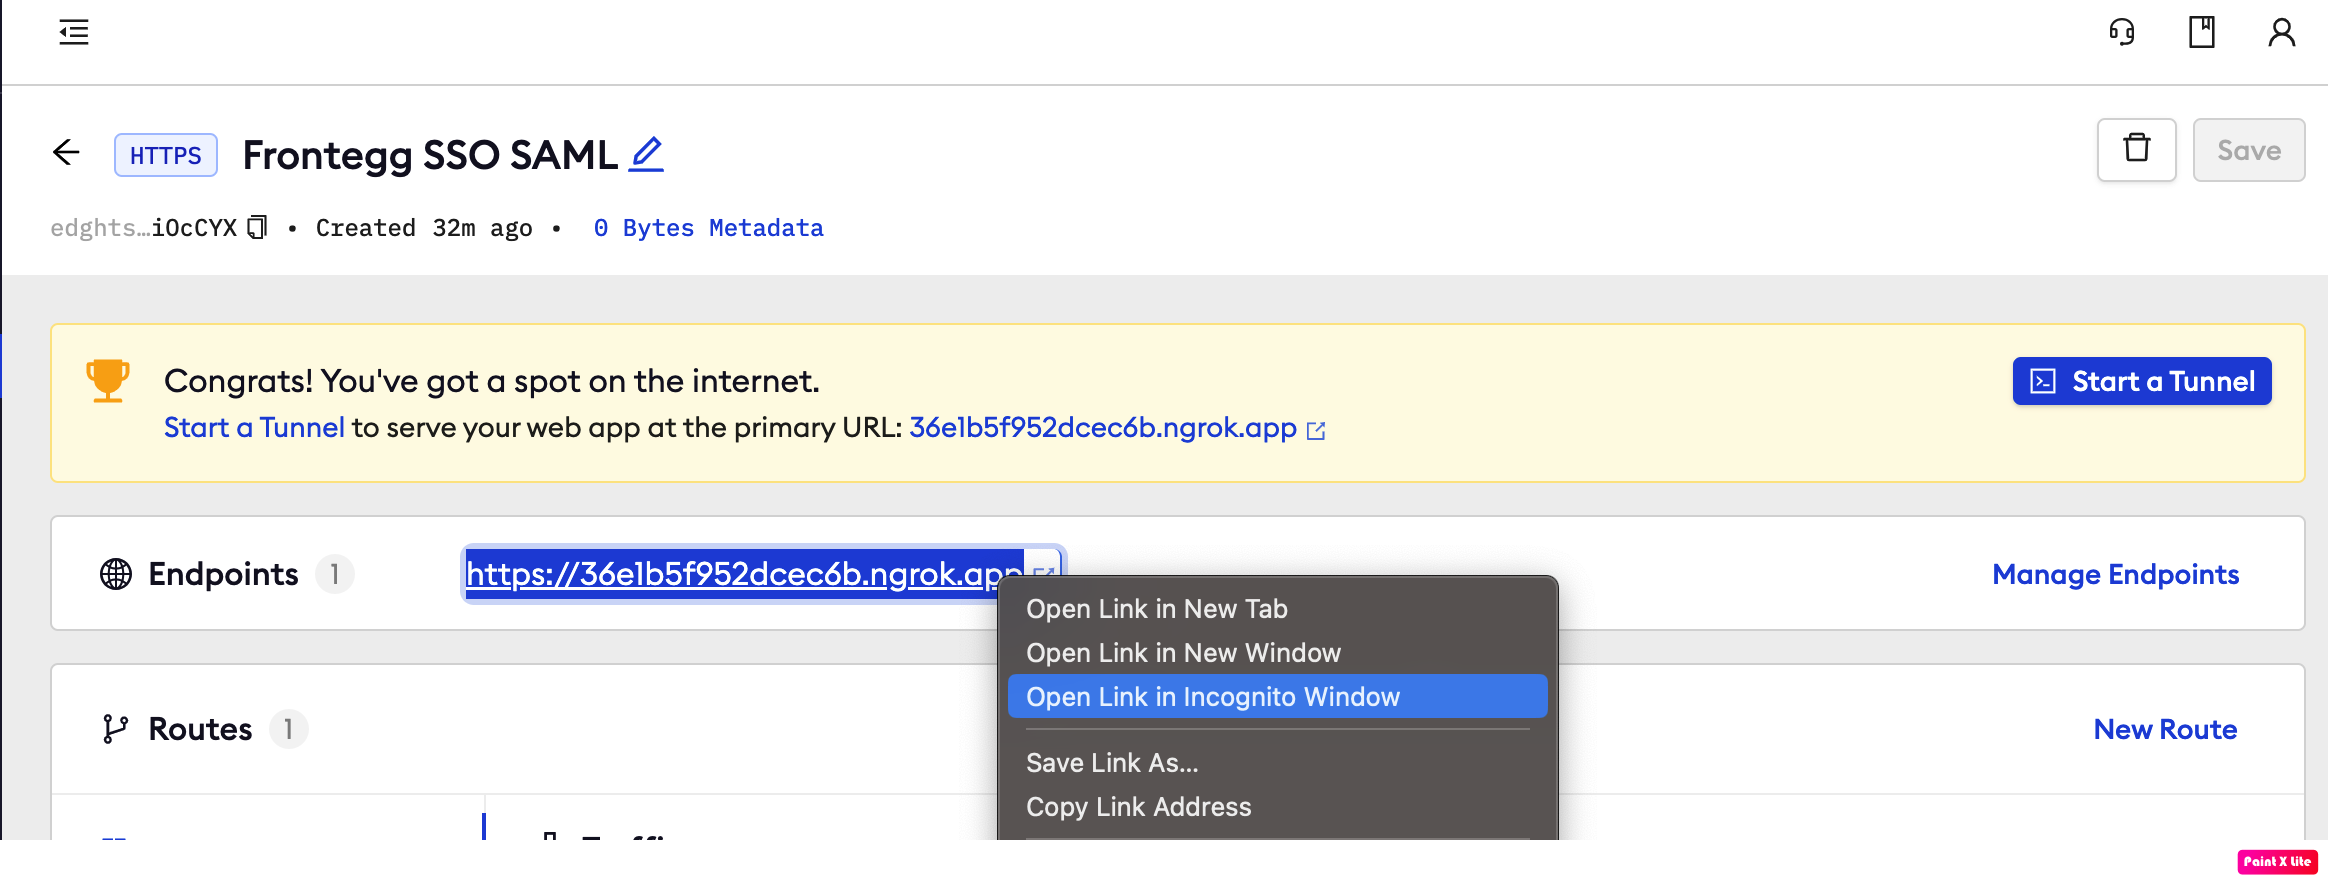 HTTPS Frontegg SSO SAML
Save
edghts…iOcCYX • Created 32m ago • 0 Bytes Metadata
Congrats! You've got a spot on the internet.
Start a Tunnel to serve your web app at the primary URL: 36e1b5f952dcec6b.ngrok.app
Start a Tunnel
Endpoints 1
https://36e1b5f952dcec6b.ngrok.app
Manage Endpoints
Open Link in New Tab
Open Link in New Window
Open Link in Incognito Window
Save Link As...
Copy Link Address
Routes 1
New Route
Paint X Lite